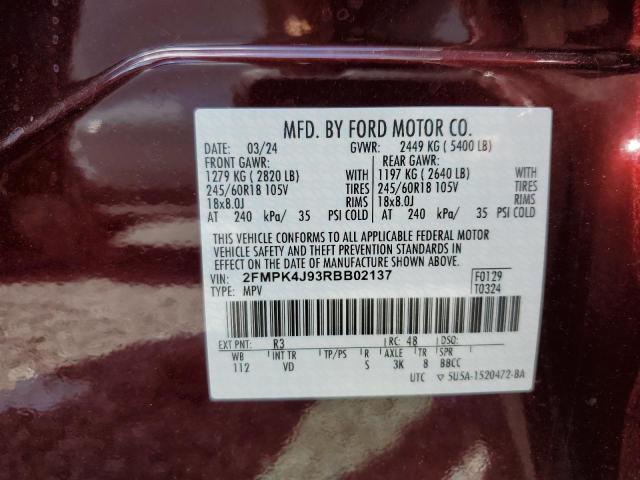 MFD. BY FORD MOTOR CO.
DATE: 03/24 GVWR: 2449 KG ( 5400 LB)
FRONT GAWR: REAR GAWR:
1279 KG ( 2820 LB) WITH 1197 KG ( 2640 LB) WITH
245/60R18 105V TIRES 245/60R18 105V TIRES
18x8.0J RIMS 18x8.0J RIMS
AT 240 kPa/ 35 PSI COLD AT 240 kPa/ 35 PSI COLD
THIS VEHICLE CONFORMS TO ALL APPLICABLE FEDERAL MOTOR
VEHICLE SAFETY AND THEFT PREVENTION STANDARDS IN
EFFECT ON THE DATE OF MANUFACTURE SHOWN ABOVE.
VIN: 2FMPK4J93RBB02137 F0129
TYPE: MPV T0324
EXT PNT: R3 RC: 48 DSO:
WB INT TR TP/PS R AXLE TR SPR
112 VD S 3K 8 BBCC
UTC ▽ 5U5A-1520472-BA